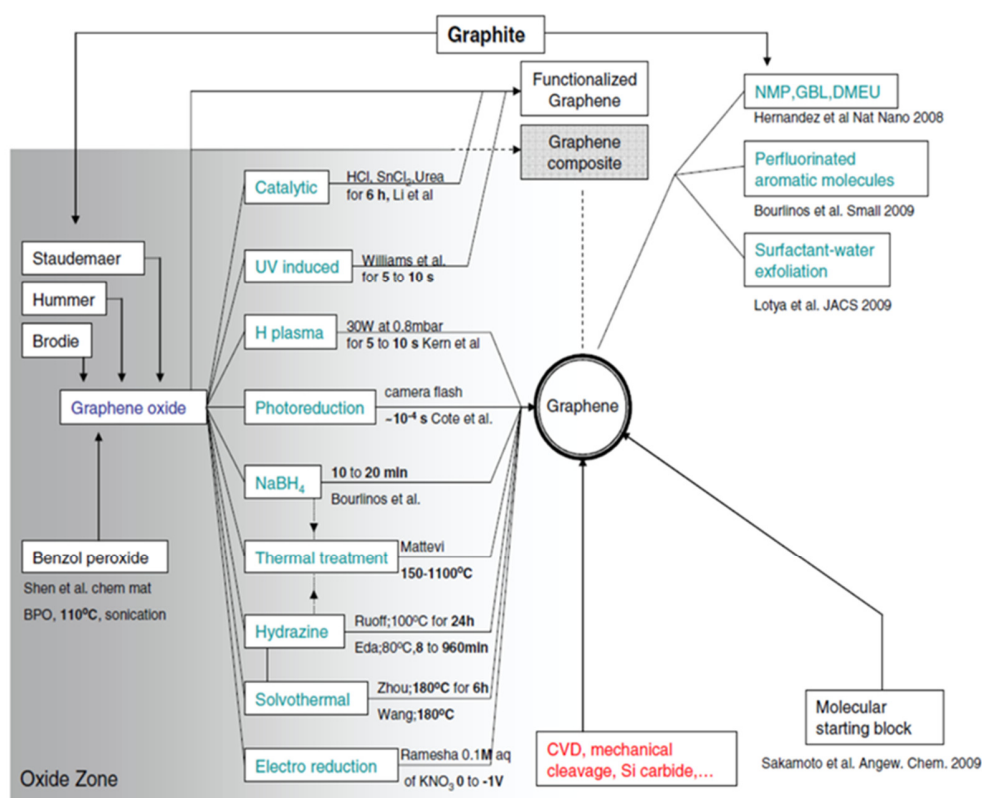 Graphite
Functionalized
Graphene
Graphene
composite
NMP,GBL,DMEU
Hernandez et al Nat Nano 2008
Perfluorinated
aromatic molecules
Bourlinos et al. Small 2009
Surfactant-water
exfoliation
Lotya et al. JACS 2009
Catalytic
HCl, SnCl2,Urea
for 6 h, Li et al
UV induced
Williams et al.
for 5 to 10 s
Staudemaer
Hummer
Brodie
H plasma
30W at 0.8mbar
for 5 to 10 s Kern et al
Graphene oxide
Photoreduction
camera flash
~10⁻⁴ s Cote et al.
Graphene
NaBH4
10 to 20 min
Bourlinos et al.
Benzol peroxide
Shen et al. chem mat
BPO, 110⁰C, sonication
Thermal treatment
Mattevi
150-1100⁰C
Hydrazine
Ruoff;100⁰C for 24h
Eda;80⁰C,8 to 960min
Solvothermal
Zhou;180⁰C for 6h
Wang;180⁰C
Electro reduction
Ramesha 0.1M aq
of KNO3 0 to -1V
CVD, mechanical
cleavage, Si carbide,...
Molecular
starting block
Sakamoto et al. Angew. Chem. 2009
Oxide Zone